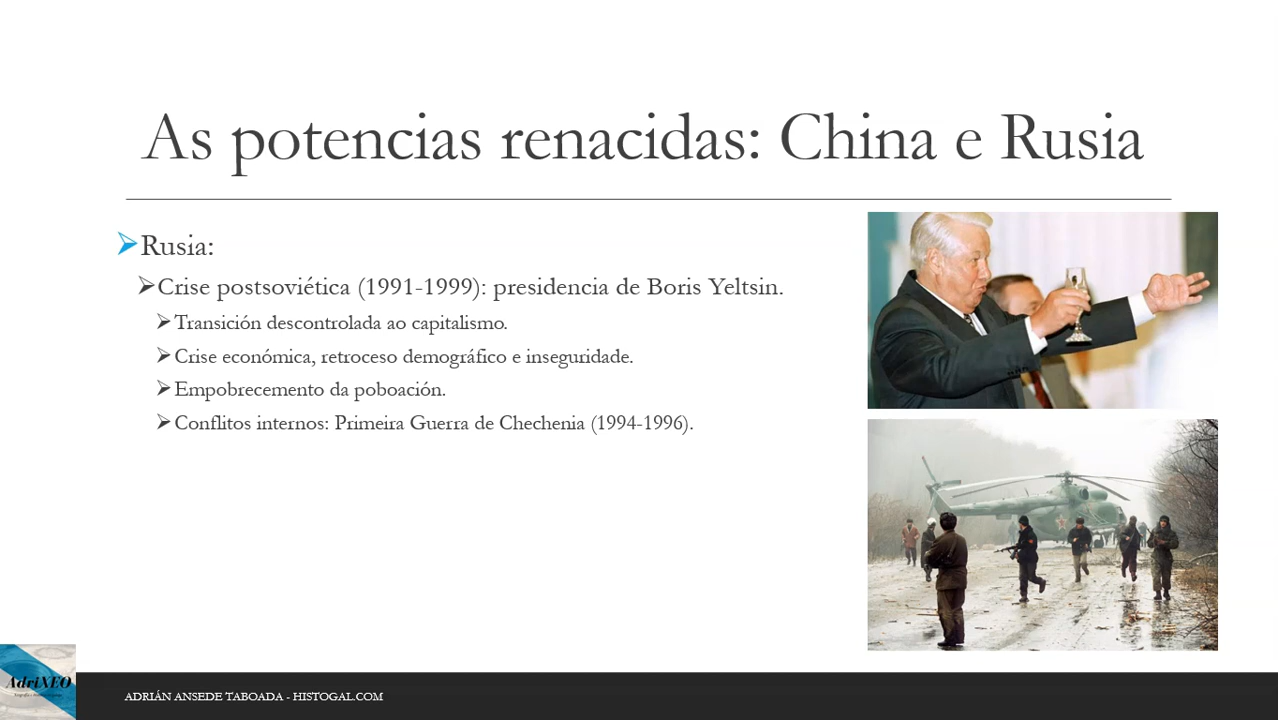 As potencias renacidas: China e Rusia
Rusia:
Crise postsoviética (1991-1999): presidencia de Boris Yeltsin.
Transición descontrolada ao capitalismo.
Crise económica, retroceso demográfico e inseguridade.
Empobrecemento da poboación.
Conflitos internos: Primeira Guerra de Chechenia (1994-1996).
AdriXEO
ADRIÁN ANSEDE TABOADA - HISTOGAL.COM